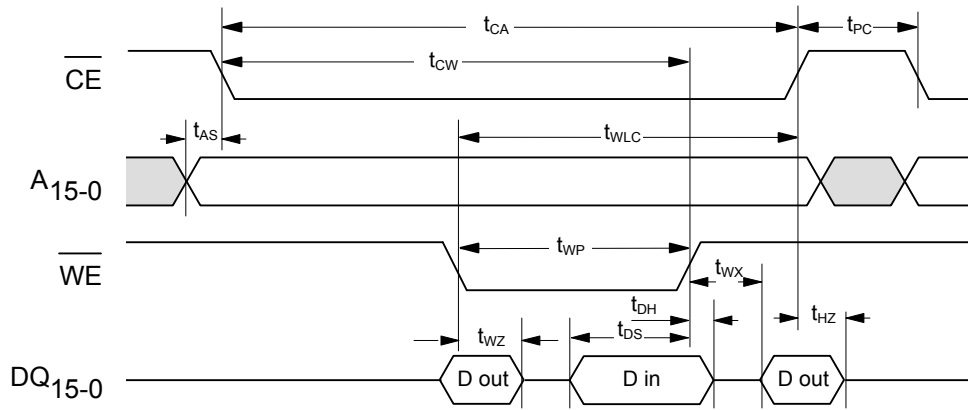 tCA
tPC
CE
tCW
tAS
tWLC
A15-0
WE
tWP
tWX
tDH
tHZ
tWZ
tDS
DQ15-0
D out
D in
D out